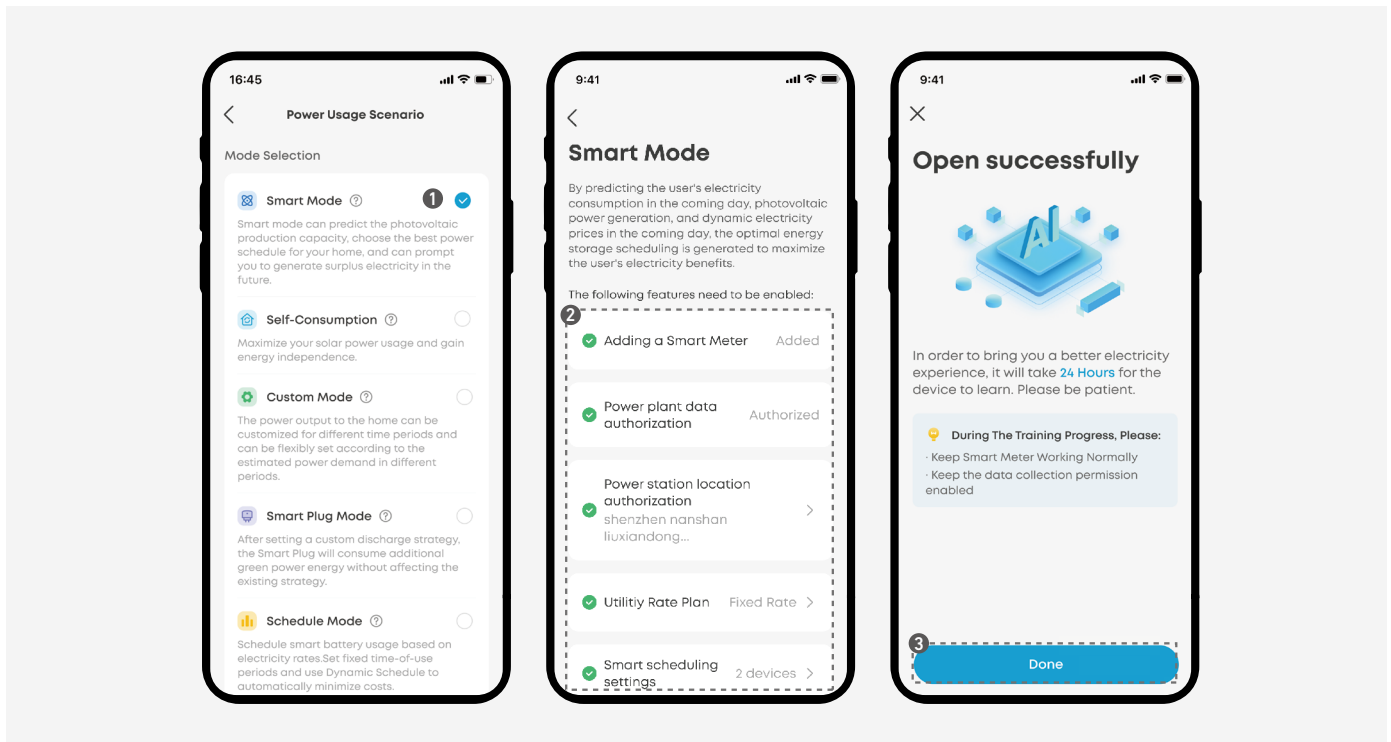 16:45
Power Usage Scenario
Mode Selection
Smart Mode
1
Smart mode can predict the photovoltaic
production capacity, choose the best power
schedule for your home, and can prompt
you to generate surplus electricity in the
future.
Self-Consumption
Maximize your solar power usage and gain
energy independence.
Custom Mode
The power output to the home can be
customized for different time periods and
can be flexibly set according to the
estimated power demand in different
periods.
Smart Plug Mode
After setting a custom discharge strategy,
the Smart Plug will consume additional
green power energy without affecting the
existing strategy.
Schedule Mode
Schedule smart battery usage based on
electricity rates.Set fixed time-of-use
periods and use Dynamic Schedule to
automatically minimize costs.
9:41
Smart Mode
By predicting the user's electricity
consumption in the coming day, photovoltaic
power generation, and dynamic electricity
prices in the coming day, the optimal energy
storage scheduling is generated to maximize
the user's electricity benefits.
The following features need to be enabled:
2
Adding a Smart Meter Added
Power plant data
authorization
Authorized
Power station location
authorization
shenzhen nanshan
liuxiandong...
Utilitiy Rate Plan Fixed Rate
Smart scheduling
settings
2 devices
9:41
Open successfully
AI
In order to bring you a better electricity
experience, it will take 24 Hours for the
device to learn. Please be patient.
During The Training Progress, Please:
· Keep Smart Meter Working Normally
· Keep the data collection permission
enabled
3
Done